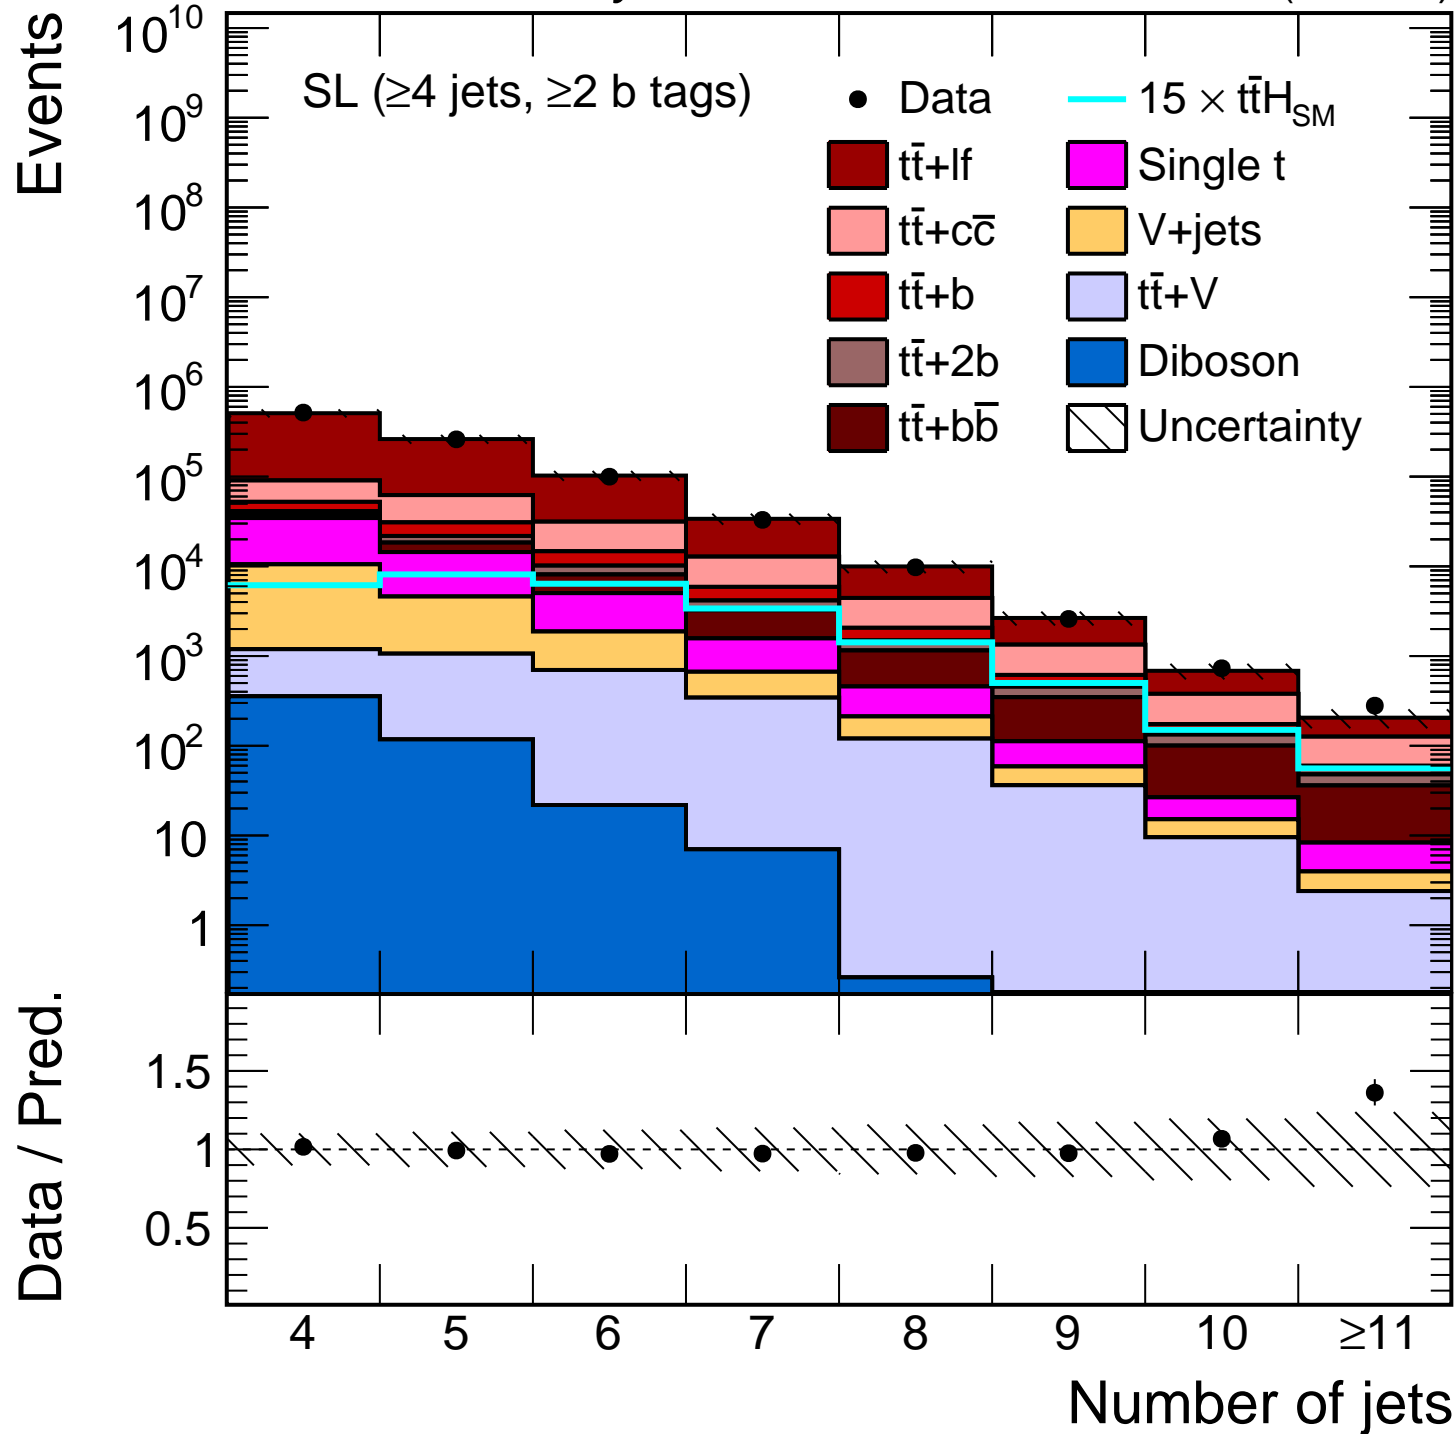 Events
10^10
10^9
10^8
10^7
10^6
10^5
10^4
10^3
10^2
10
1
SL (≥4 jets, ≥2 b tags)
Data
15 × tt̄H_SM
tt̄+lf
Single t
tt̄+cc̄
V+jets
tt̄+b
tt̄+V
tt̄+2b
Diboson
tt̄+bb̄
Uncertainty
Data / Pred.
1.5
1
0.5
4 5 6 7 8 9 10 ≥11
Number of jets